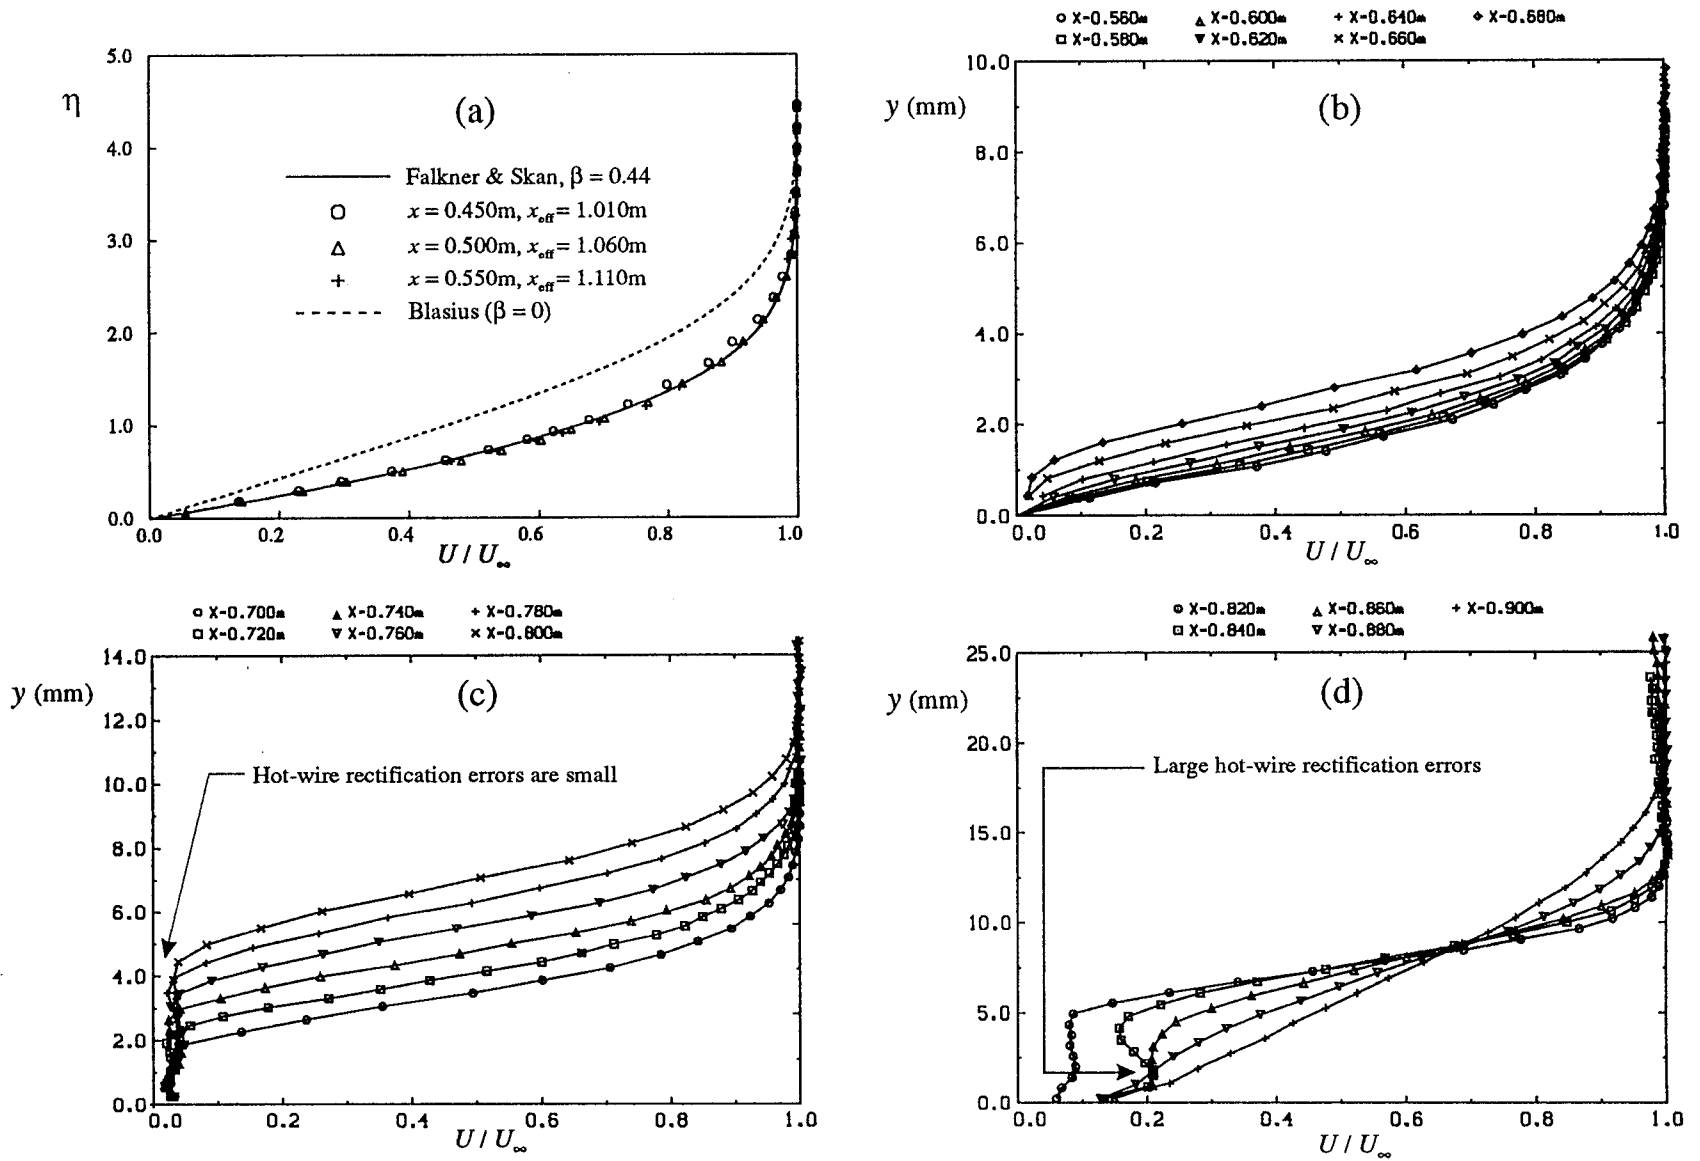 (a)
η
5.0
4.0
3.0
2.0
1.0
0.0
Falkner & Skan, β = 0.44
x = 0.450m, x_eff = 1.010m
x = 0.500m, x_eff = 1.060m
x = 0.550m, x_eff = 1.110m
Blasius (β = 0)
0.0 0.2 0.4 0.6 0.8 1.0
U / U∞
X-0.560m X-0.600m X-0.640m X-0.680m
X-0.580m X-0.620m X-0.660m
(b)
y (mm)
10.0
8.0
6.0
4.0
2.0
0.0
0.0 0.2 0.4 0.6 0.8 1.0
U / U∞
X-0.700m X-0.740m X-0.780m
X-0.720m X-0.760m X-0.800m
(c)
y (mm)
14.0
12.0
10.0
8.0
6.0
4.0
2.0
0.0
Hot-wire rectification errors are small
0.0 0.2 0.4 0.6 0.8 1.0
U / U∞
X-0.820m X-0.860m X-0.900m
X-0.840m X-0.880m
(d)
y (mm)
25.0
20.0
15.0
10.0
5.0
0.0
Large hot-wire rectification errors
0.0 0.2 0.4 0.6 0.8 1.0
U / U∞